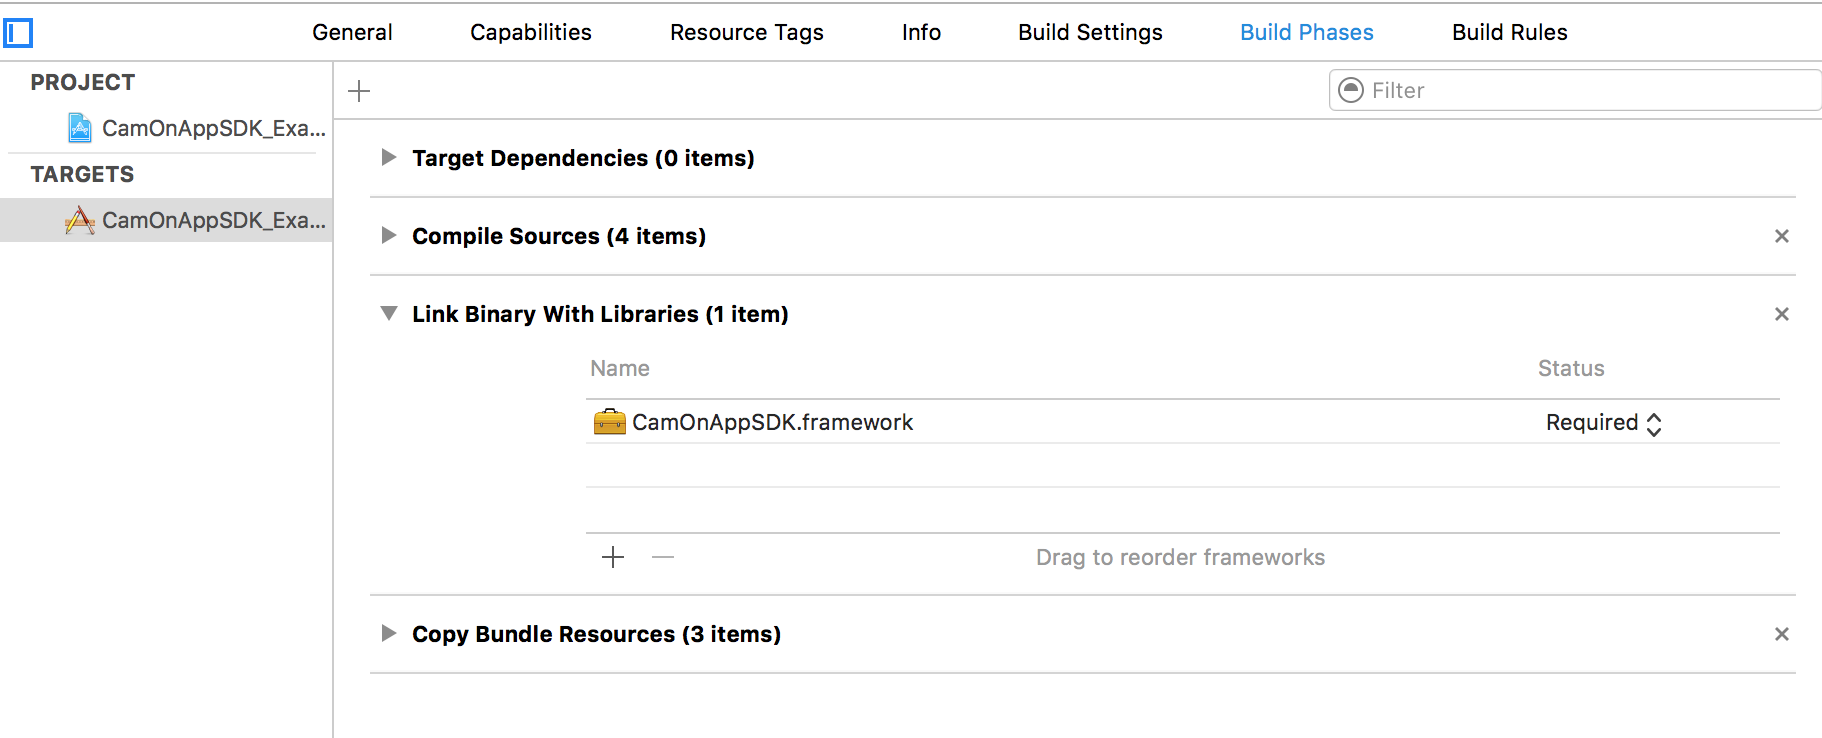 General Capabilities Resource Tags Info Build Settings Build Phases Build Rules
PROJECT
CamOnAppSDK_Exa...
TARGETS
CamOnAppSDK_Exa...
Filter
Target Dependencies (0 items)
Compile Sources (4 items)
Link Binary With Libraries (1 item)
Name Status
CamOnAppSDK.framework Required
Drag to reorder frameworks
Copy Bundle Resources (3 items)